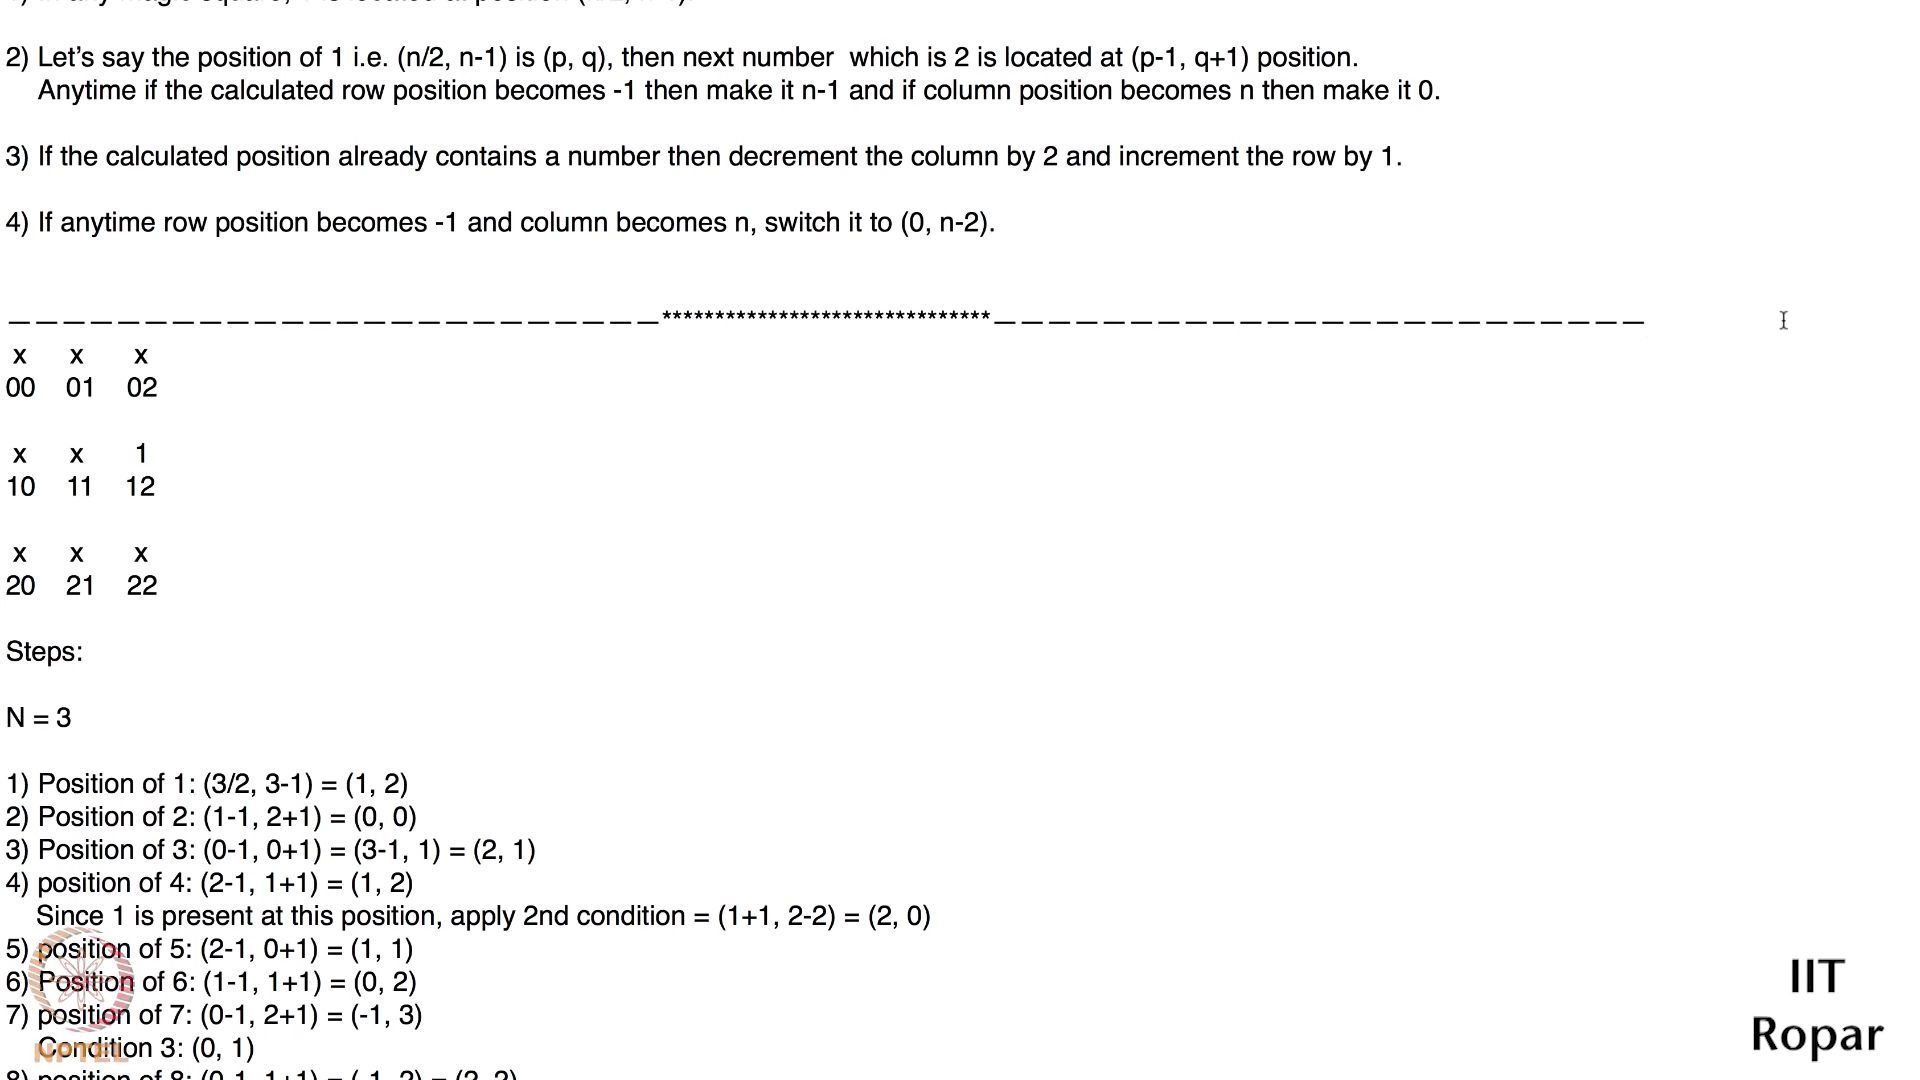 2) Let's say the position of 1 i.e. (n/2, n-1) is (p, q), then next number  which is 2 is located at (p-1, q+1) position.
Anytime if the calculated row position becomes -1 then make it n-1 and if column position becomes n then make it 0.
3) If the calculated position already contains a number then decrement the column by 2 and increment the row by 1.
4) If anytime row position becomes -1 and column becomes n, switch it to (0, n-2).
________________________*******************************________________________
x x x
00 01 02
x x 1
10 11 12
x x x
20 21 22
Steps:
N = 3
1) Position of 1: (3/2, 3-1) = (1, 2)
2) Position of 2: (1-1, 2+1) = (0, 0)
3) Position of 3: (0-1, 0+1) = (3-1, 1) = (2, 1)
4) position of 4: (2-1, 1+1) = (1, 2)
Since 1 is present at this position, apply 2nd condition = (1+1, 2-2) = (2, 0)
5) position of 5: (2-1, 0+1) = (1, 1)
6) Position of 6: (1-1, 1+1) = (0, 2)
7) position of 7: (0-1, 2+1) = (-1, 3)
Condition 3: (0, 1)
NPTEL
IIT
Ropar